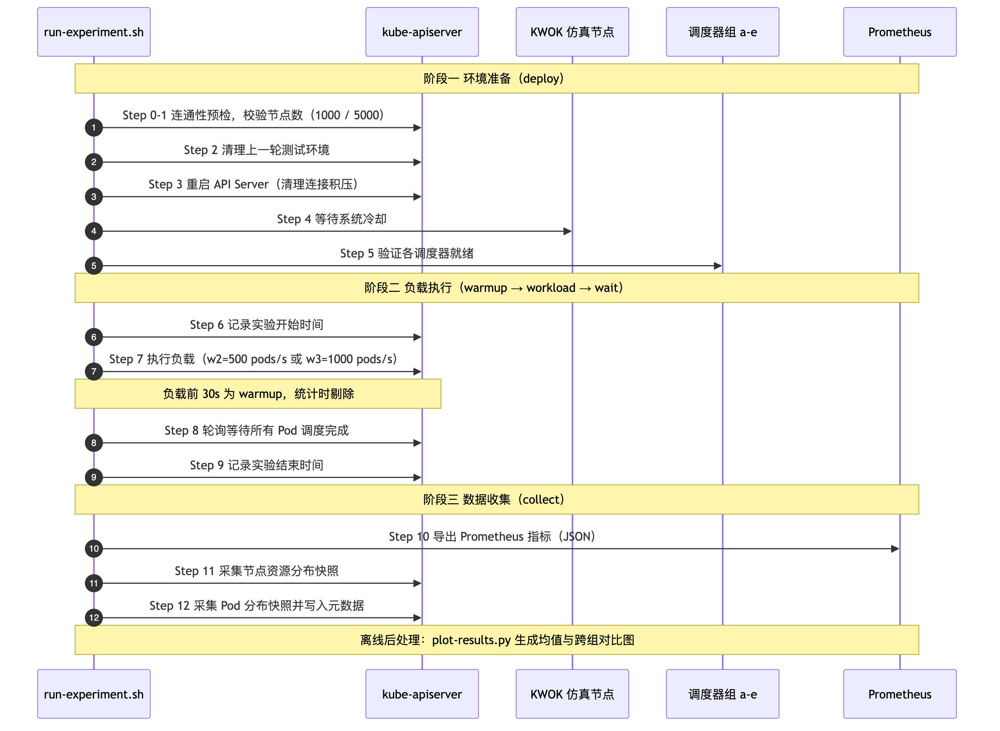 run-experiment.sh
kube-apiserver
KWOK 仿真节点
调度器组 a-e
Prometheus
阶段一 环境准备（deploy）
Step 0-1 连通性预检，校验节点数（1000 / 5000）
1
Step 2 清理上一轮测试环境
2
Step 3 重启 API Server（清理连接积压）
3
Step 4 等待系统冷却
4
Step 5 验证各调度器就绪
5
阶段二 负载执行（warmup → workload → wait）
Step 6 记录实验开始时间
6
Step 7 执行负载（w2=500 pods/s 或 w3=1000 pods/s）
7
负载前 30s 为 warmup，统计时剔除
Step 8 轮询等待所有 Pod 调度完成
8
Step 9 记录实验结束时间
9
阶段三 数据收集（collect）
Step 10 导出 Prometheus 指标（JSON）
10
Step 11 采集节点资源分布快照
11
Step 12 采集 Pod 分布快照并写入元数据
12
离线后处理：plot-results.py 生成均值与跨组对比图
run-experiment.sh
kube-apiserver
KWOK 仿真节点
调度器组 a-e
Prometheus